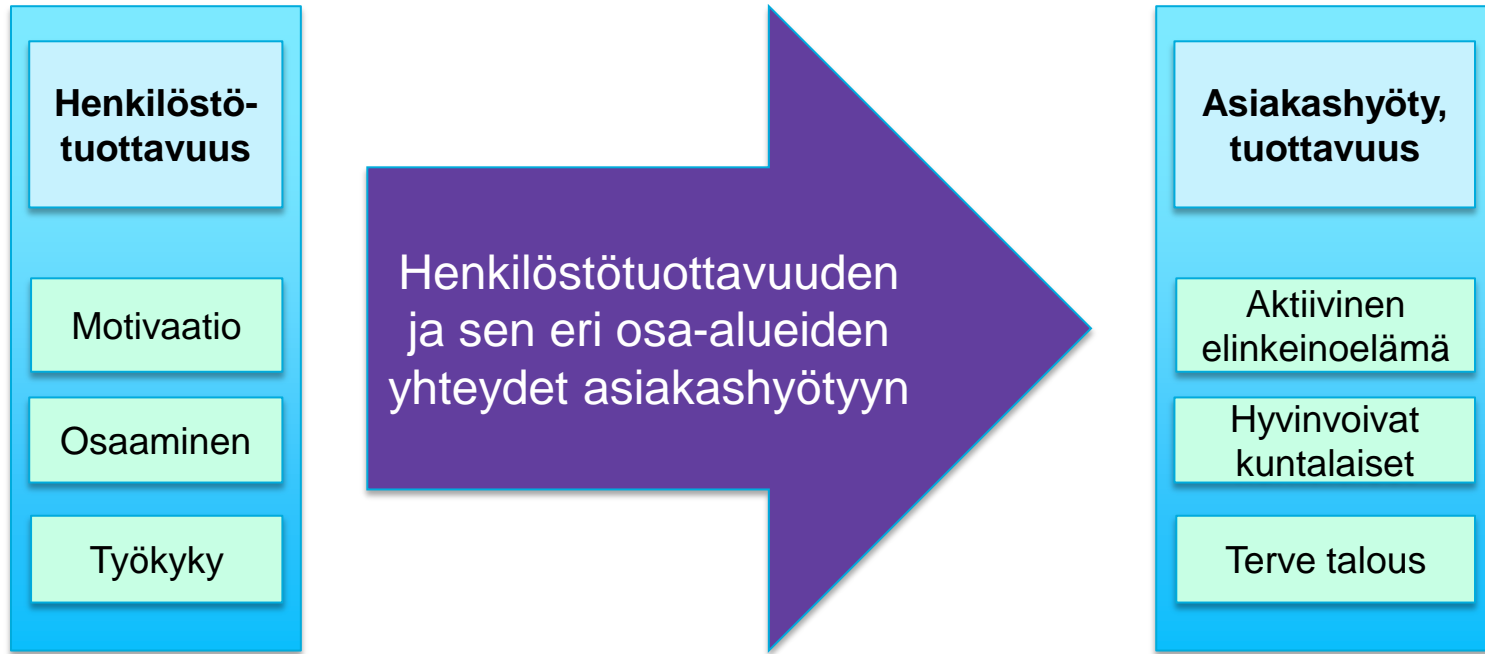 Henkilöstö-
tuottavuus
Motivaatio
Osaaminen
Työkyky
Henkilöstötuottavuuden
ja sen eri osa-alueiden
yhteydet asiakashyötyyn
Asiakashyöty,
tuottavuus
Aktiivinen
elinkeinoelämä
Hyvinvoivat
kuntalaiset
Terve talous